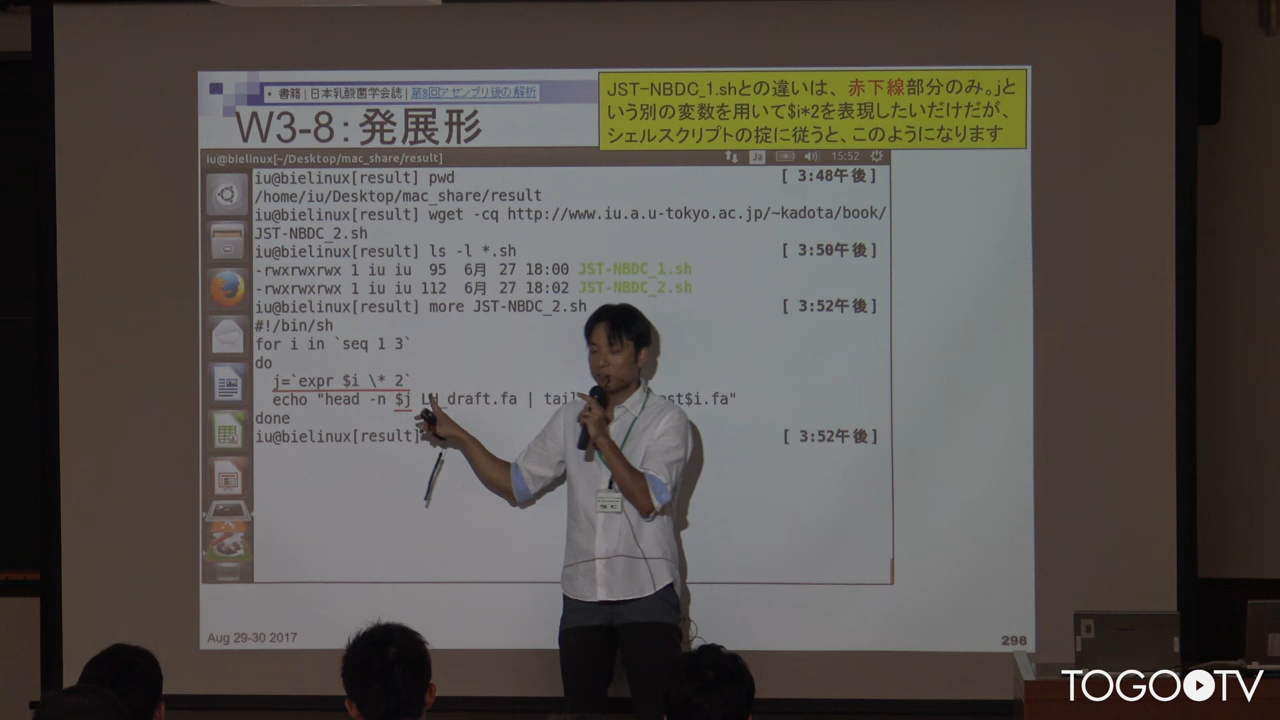 • 書籍 | 日本乳酸菌学会誌 | 第8回アセンブリ後の解析
W3-8：発展形
JST-NBDC_1.shとの違いは、赤下線部分のみ。jと
いう別の変数を用いて$i*2を表現したいだけだが、
シェルスクリプトの掟に従うと、このようになります
iu@bielinux[~/Desktop/mac_share/result]
Ja
15:52
iu@bielinux[result] pwd [ 3:48午後]
/home/iu/Desktop/mac_share/result
iu@bielinux[result] wget -cq http://www.iu.a.u-tokyo.ac.jp/~kadota/book/
JST-NBDC_2.sh
iu@bielinux[result] ls -l *.sh [ 3:50午後]
-rwxrwxrwx 1 iu iu  95  6月 27 18:00 JST-NBDC_1.sh
-rwxrwxrwx 1 iu iu 112  6月 27 18:02 JST-NBDC_2.sh
iu@bielinux[result] more JST-NBDC_2.sh [ 3:52午後]
#!/bin/sh
for i in `seq 1 3`
do
j=`expr $i \* 2`
echo "head -n $j draft.fa | $i.fa"
done
iu@bielinux[result] [ 3:52午後]
Aug 29-30 2017
298
TOGOTV